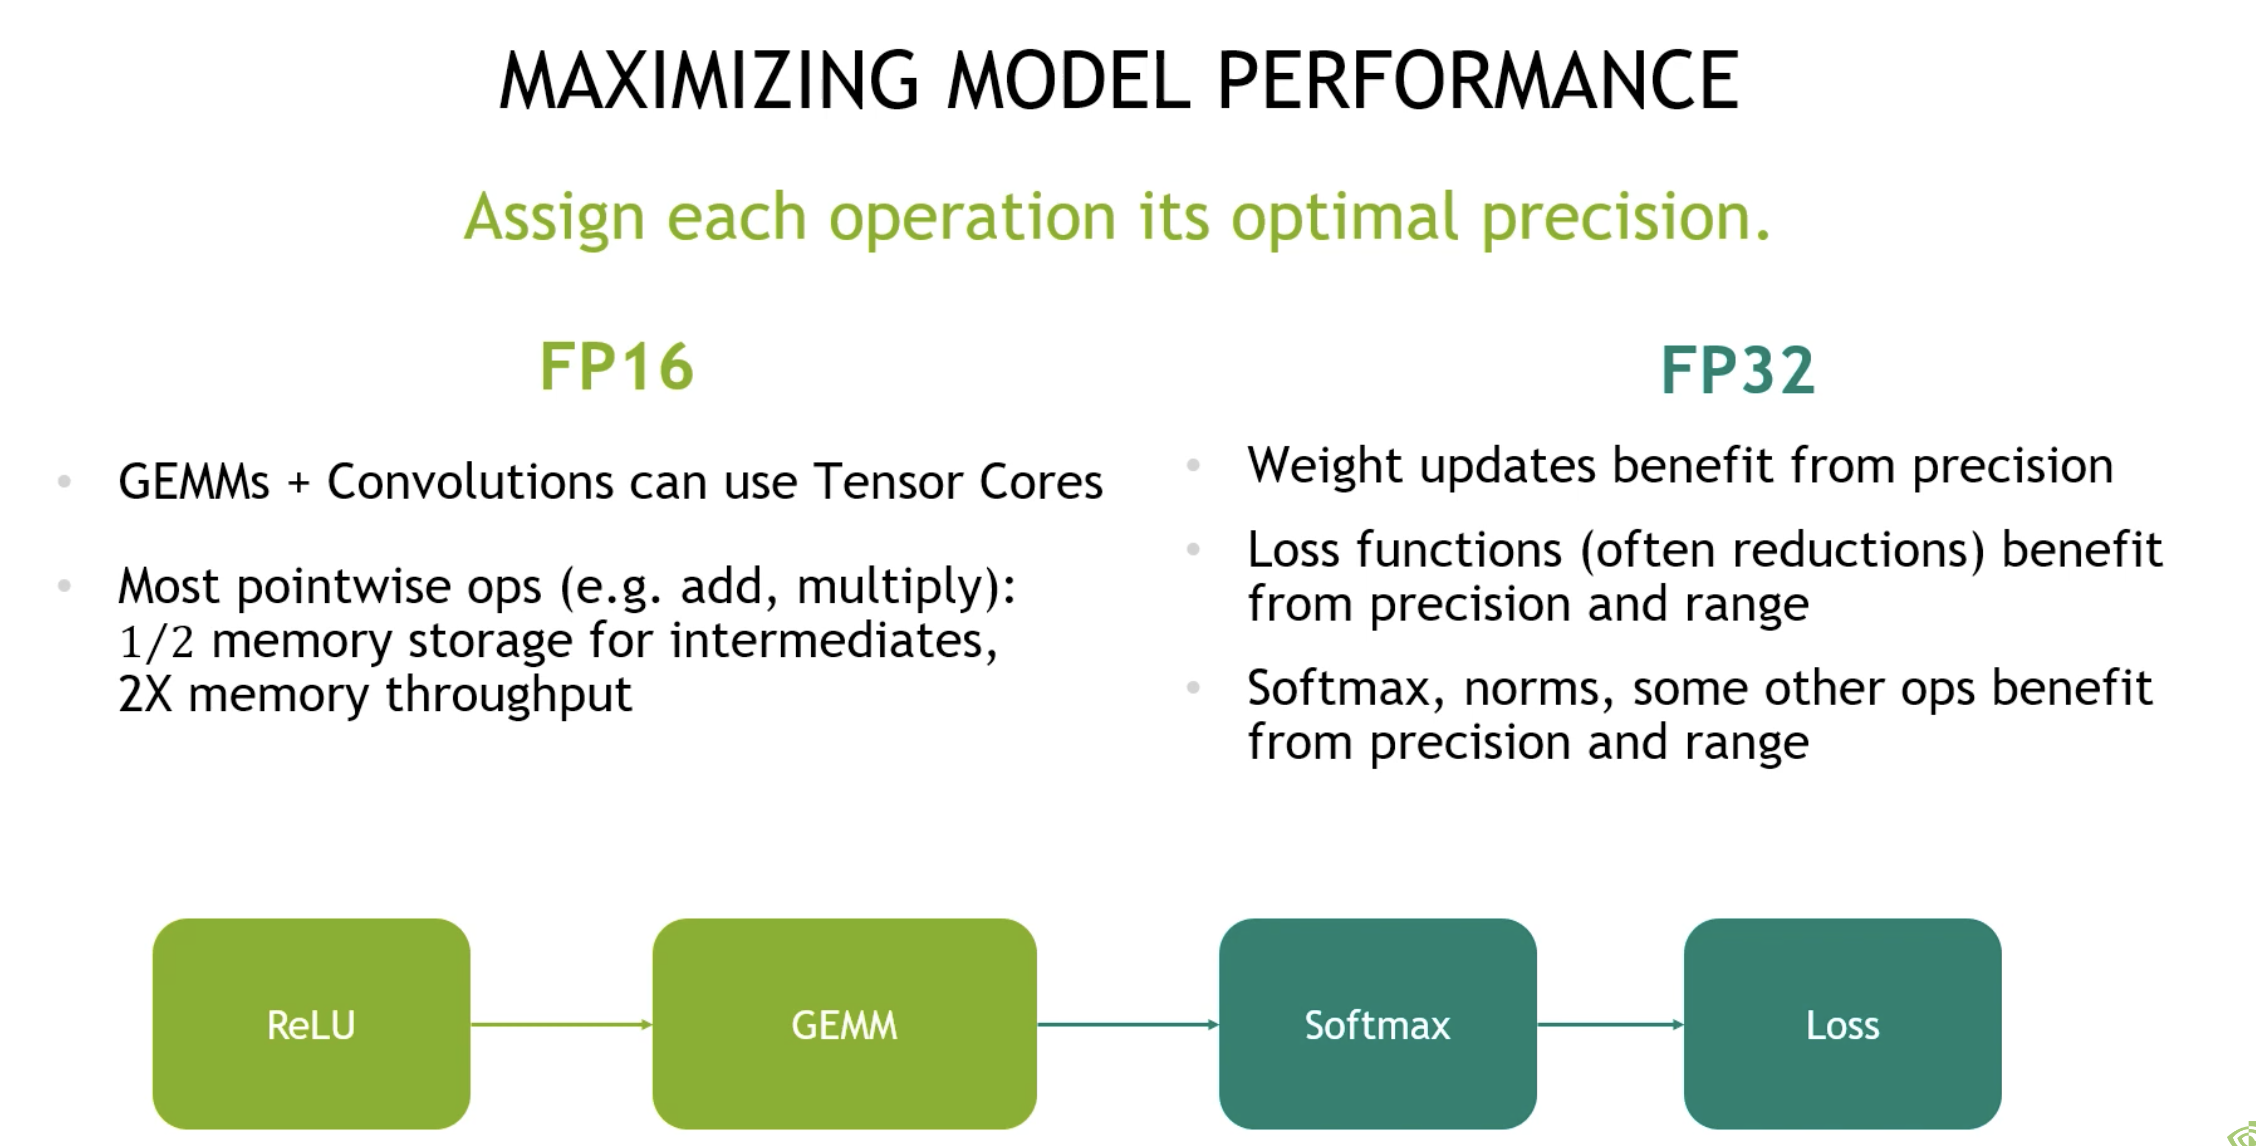 MAXIMIZING MODEL PERFORMANCE
Assign each operation its optimal precision.
FP16
GEMMs + Convolutions can use Tensor Cores
Most pointwise ops (e.g. add, multiply):
1/2 memory storage for intermediates,
2X memory throughput
FP32
Weight updates benefit from precision
Loss functions (often reductions) benefit
from precision and range
Softmax, norms, some other ops benefit
from precision and range
ReLU
GEMM
Softmax
Loss